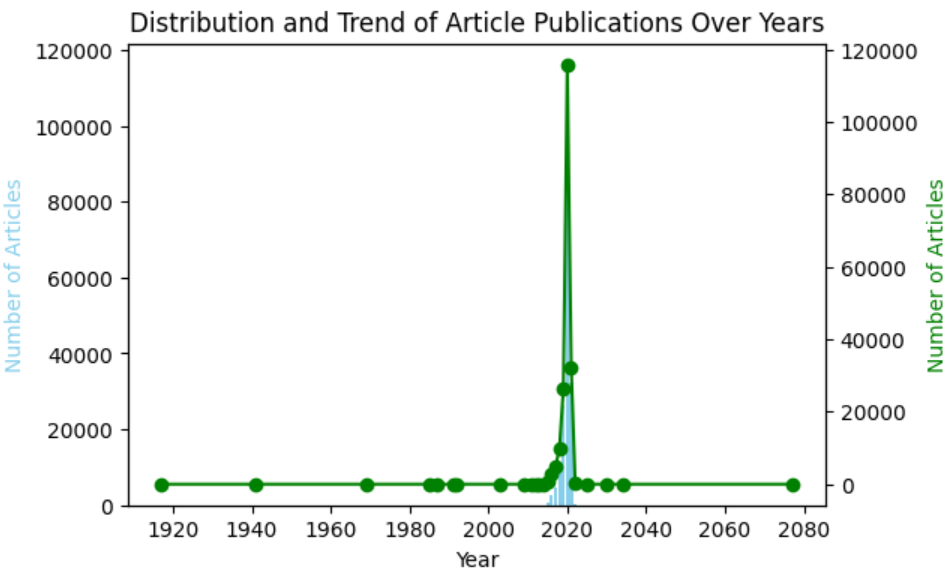 Distribution and Trend of Article Publications Over Years
120000
100000
80000
60000
40000
20000
0
Number of Articles
120000
100000
80000
60000
40000
20000
0
Number of Articles
1920 1940 1960 1980 2000 2020 2040 2060 2080
Year